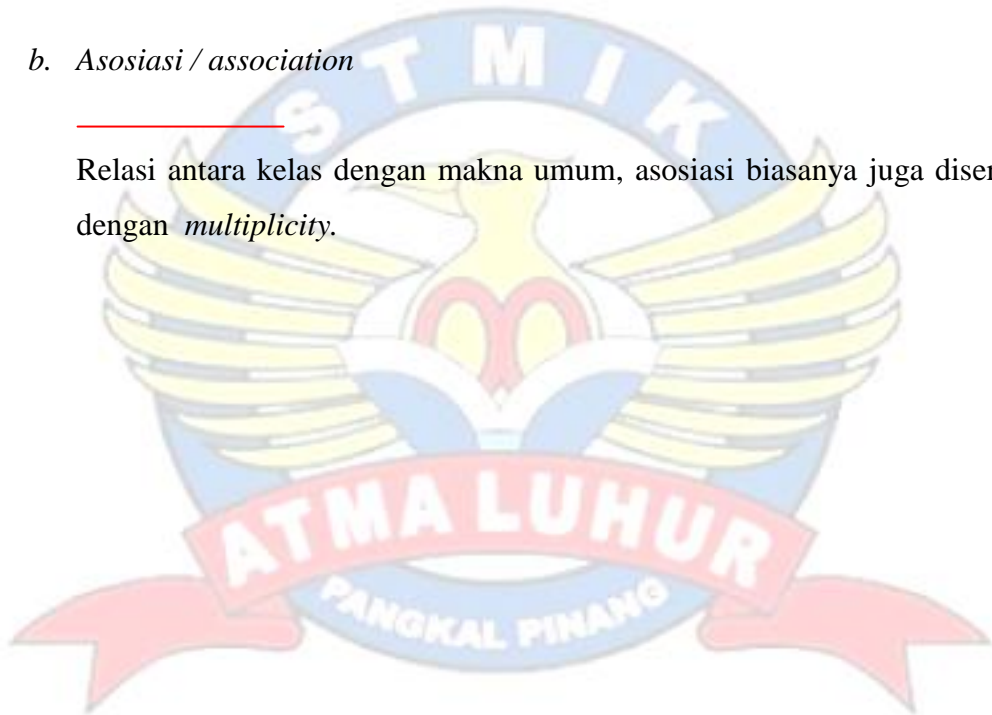 b. Asosiasi / association
Relasi antara kelas dengan makna umum, asosiasi biasanya juga
dengan multiplicity.
STMIK
ATMA LUHUR
PANGKAL PINANG